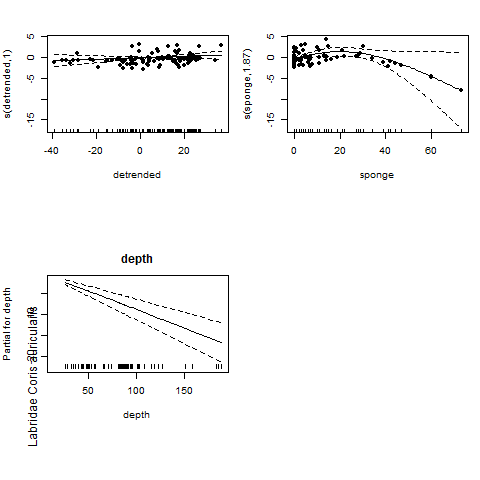 s(detrended,1)
5
0
-5
-15
-40
-20
0
20
detrended
s(sponge,1.87)
5
0
-5
-15
0
20
40
60
sponge
depth
Partial for depth
50
100
150
depth
Labridae Coris auricularis